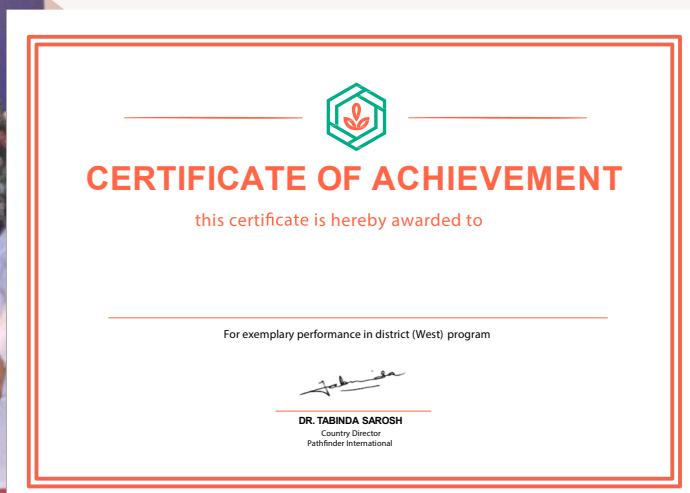 CERTIFICATE OF ACHIEVEMENT
this certificate is hereby awarded to
For exemplary performance in district (West) program
Tabinda
DR. TABINDA SAROSH
Country Director
Pathfinder International